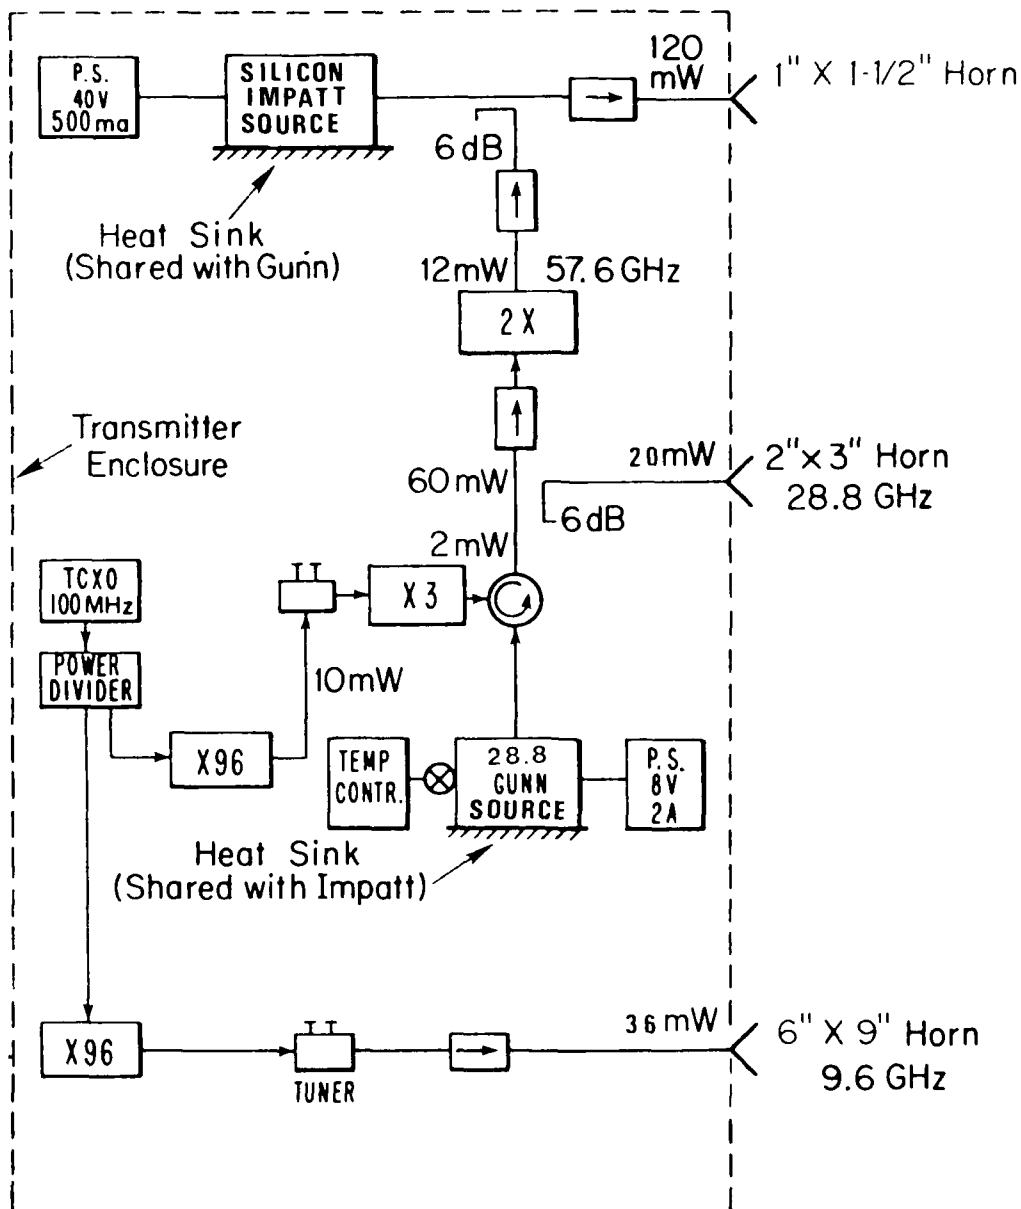 P.S.
40V
500ma
SILICON
IMPATT
SOURCE
120
mW
1" X 1-1/2" Horn
6dB
Heat Sink
(Shared with Gunn)
12mW
57.6 GHz
2X
Transmitter
Enclosure
60mW
20mW
2" x 3" Horn
28.8 GHz
6dB
2mW
TCXO
100MHz
X3
POWER
DIVIDER
10mW
X96
TEMP
CONTR.
28.8
GUNN
SOURCE
P.S.
8V
2A
Heat Sink
(Shared with Impatt)
X96
TUNER
36mW
6" X 9" Horn
9.6 GHz